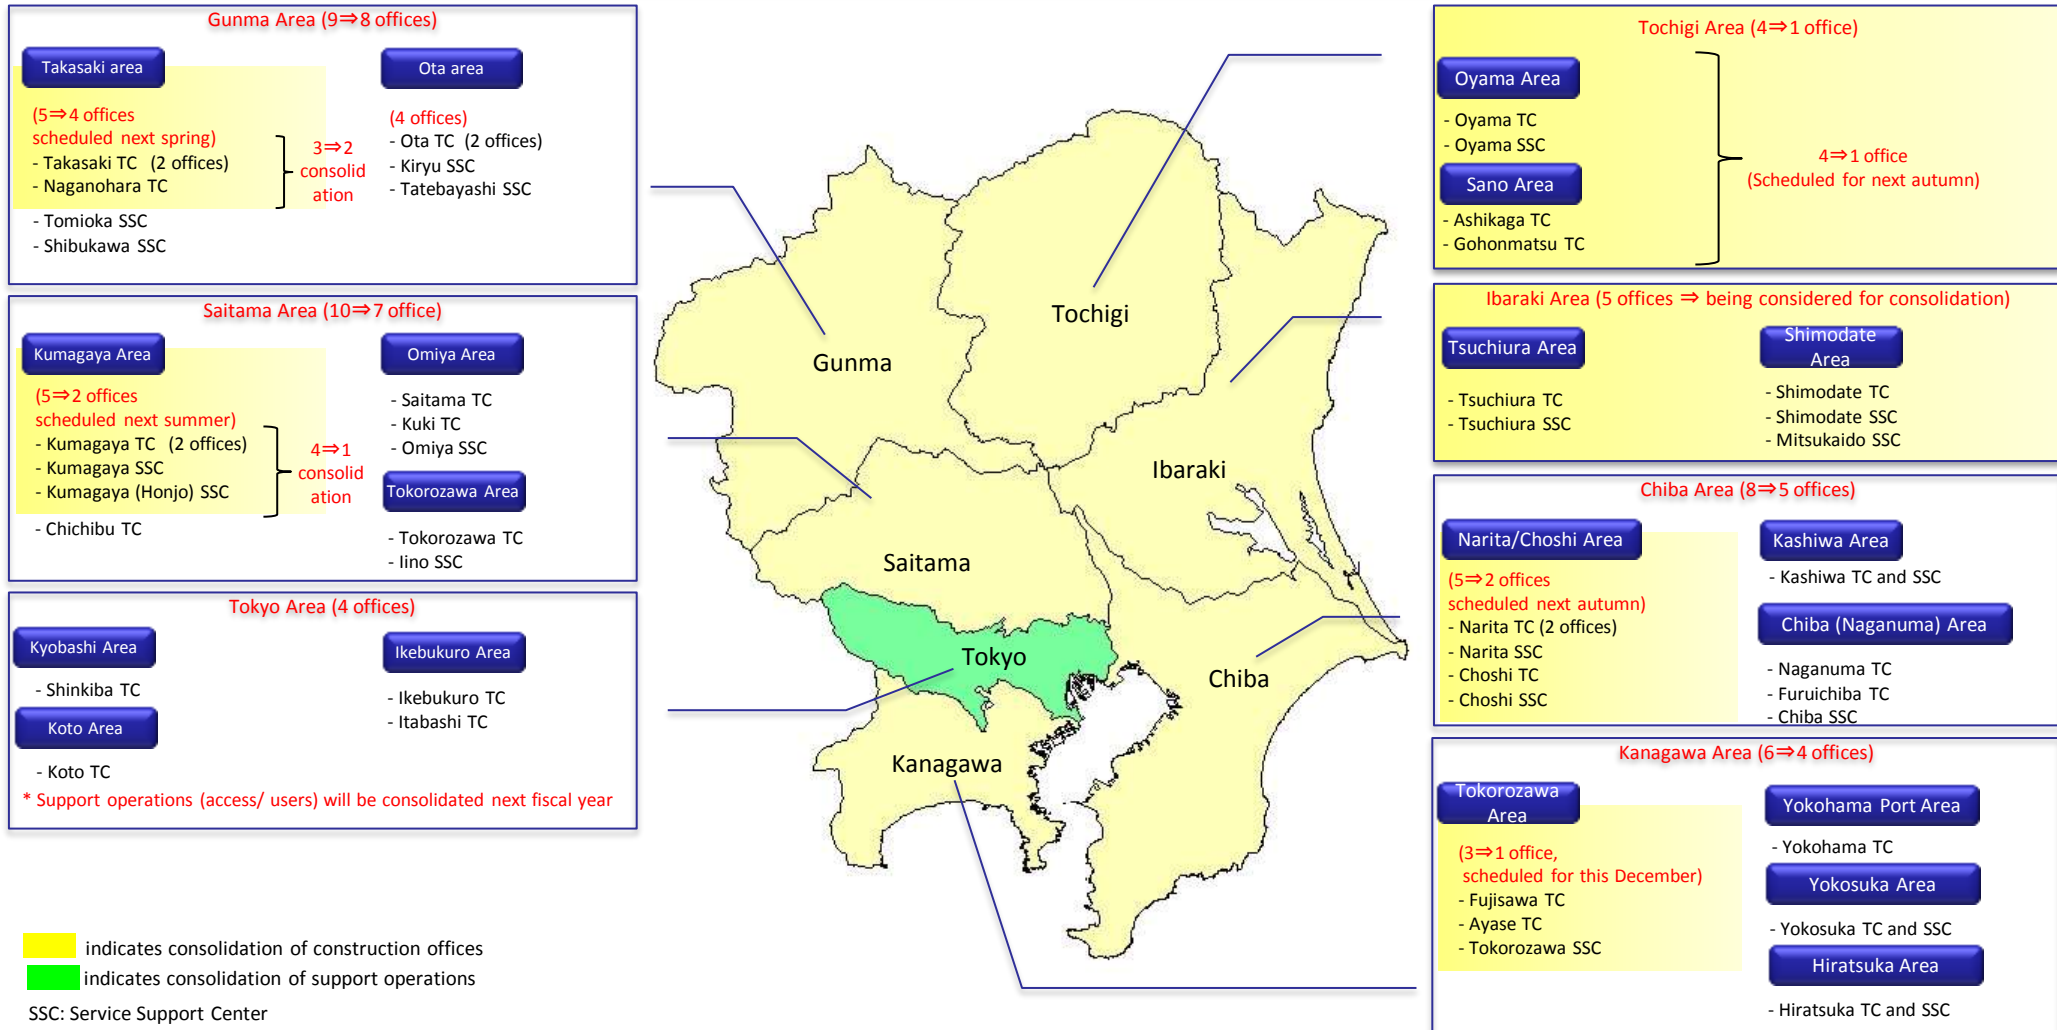 Gunma Area (9⇒8 offices)
Takasaki area
(5⇒4 offices
scheduled next spring)
- Takasaki TC (2 offices)
- Naganohara TC
3⇒2
consolid
ation
- Tomioka SSC
- Shibukawa SSC
Ota area
(4 offices)
- Ota TC (2 offices)
- Kiryu SSC
- Tatebayashi SSC
Saitama Area (10⇒7 office)
Kumagaya Area
(5⇒2 offices
scheduled next summer)
- Kumagaya TC (2 offices)
- Kumagaya SSC
- Kumagaya (Honjo) SSC
4⇒1
consolid
ation
- Chichibu TC
Omiya Area
- Saitama TC
- Kuki TC
- Omiya SSC
Tokorozawa Area
- Tokorozawa TC
- Iino SSC
Tokyo Area (4 offices)
Kyobashi Area
- Shinkiba TC
Koto Area
- Koto TC
Ikebukuro Area
- Ikebukuro TC
- Itabashi TC
* Support operations (access/ users) will be consolidated next fiscal year
indicates consolidation of construction offices
indicates consolidation of support operations
SSC: Service Support Center
Tochigi
Gunma
Ibaraki
Saitama
Tokyo
Chiba
Kanagawa
Tochigi Area (4⇒1 office)
Oyama Area
- Oyama TC
- Oyama SSC
Sano Area
- Ashikaga TC
- Gohonmatsu TC
4⇒1 office
(Scheduled for next autumn)
Ibaraki Area (5 offices ⇒ being considered for consolidation)
Tsuchiura Area
- Tsuchiura TC
- Tsuchiura SSC
Shimodate
Area
- Shimodate TC
- Shimodate SSC
- Mitsukaido SSC
Chiba Area (8⇒5 offices)
Narita/Choshi Area
(5⇒2 offices
scheduled next autumn)
- Narita TC (2 offices)
- Narita SSC
- Choshi TC
- Choshi SSC
Kashiwa Area
- Kashiwa TC and SSC
Chiba (Naganuma) Area
- Naganuma TC
- Furuichiba TC
- Chiba SSC
Kanagawa Area (6⇒4 offices)
Tokorozawa
Area
(3⇒1 office,
scheduled for this December)
- Fujisawa TC
- Ayase TC
- Tokorozawa SSC
Yokohama Port Area
- Yokohama TC
Yokosuka Area
- Yokosuka TC and SSC
Hiratsuka Area
- Hiratsuka TC and SSC